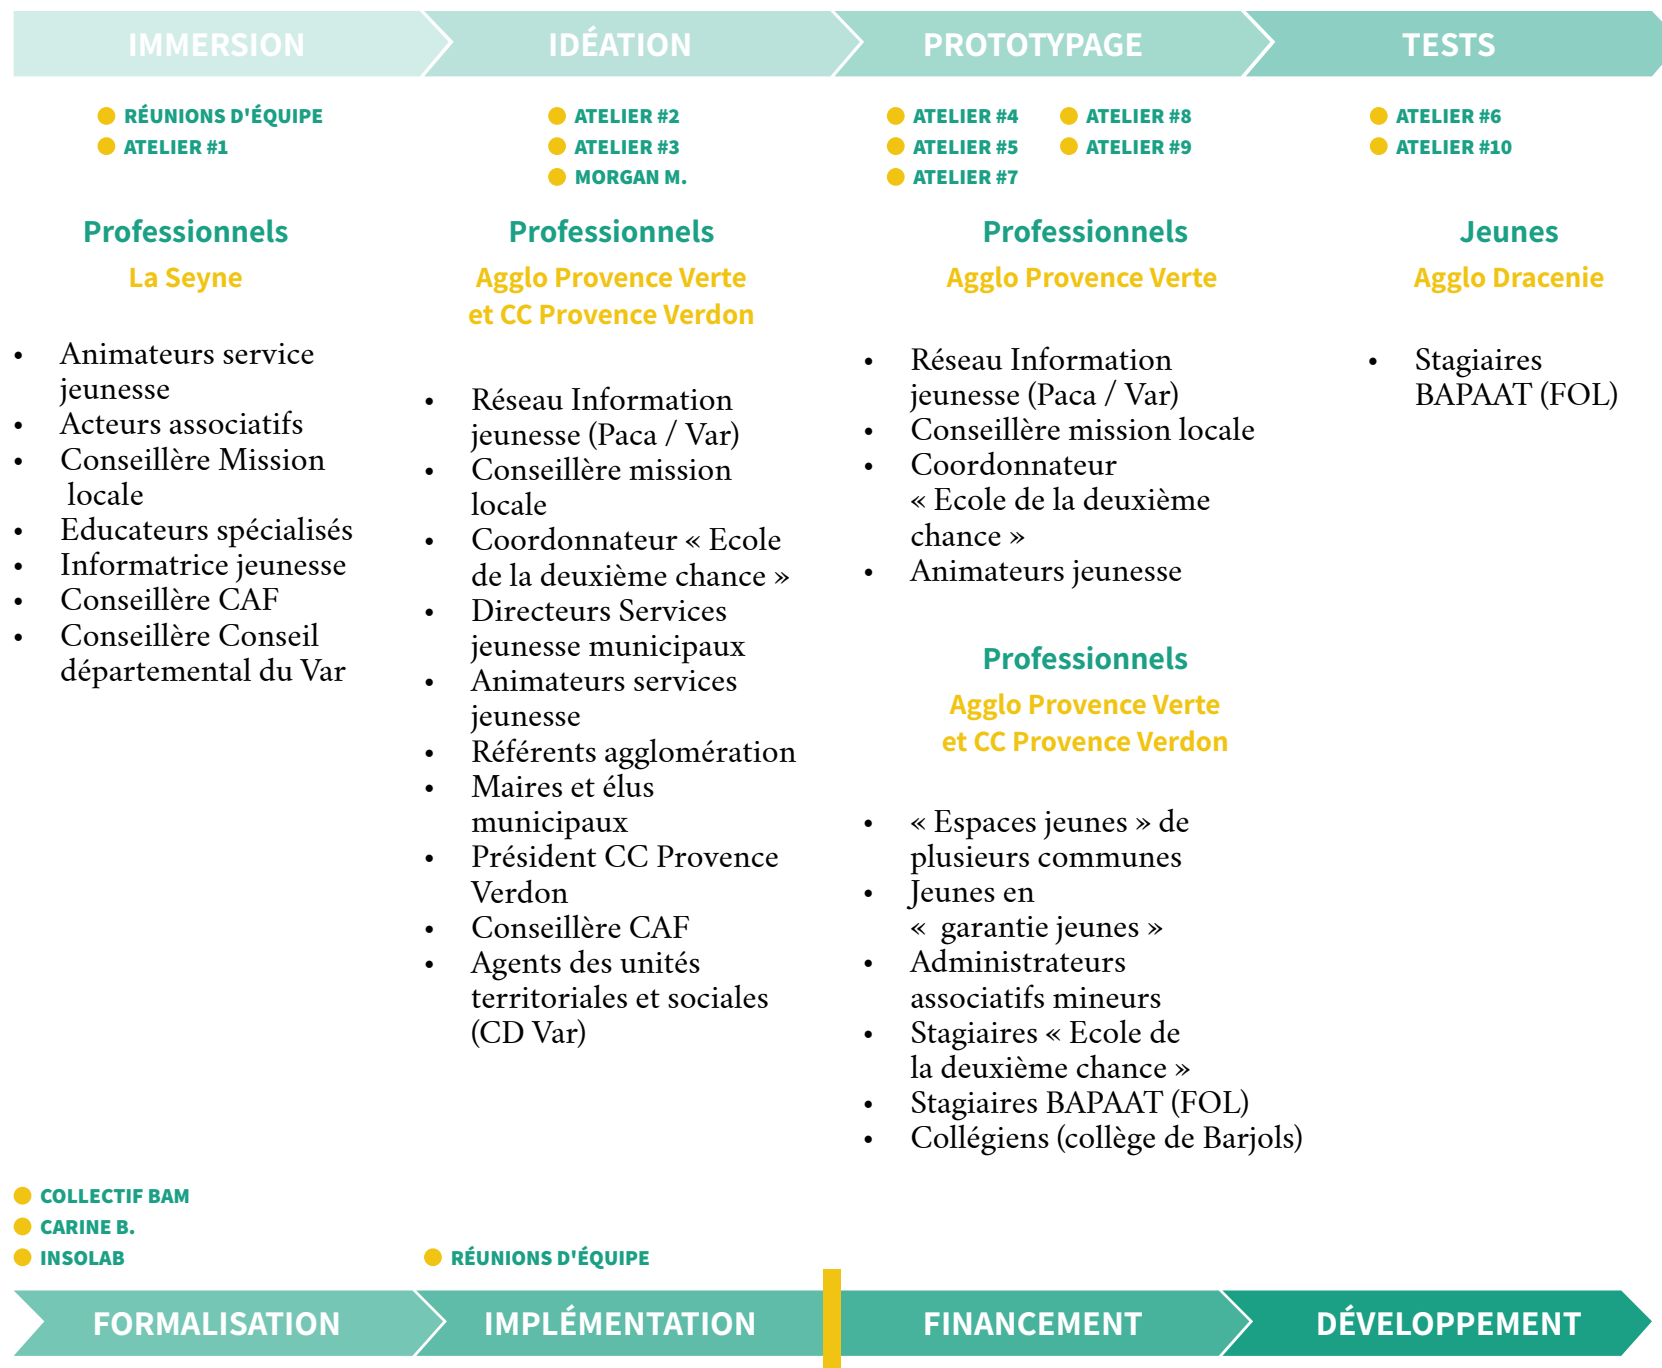 IMMERSION
IDÉATION
PROTOTYPAGE
TESTS
RÉUNIONS D'ÉQUIPE
ATELIER #1
ATELIER #2
ATELIER #3
MORGAN M.
ATELIER #4
ATELIER #5
ATELIER #7
ATELIER #8
ATELIER #9
ATELIER #6
ATELIER #10
Professionnels
La Seyne
• Animateurs service
jeunesse
• Acteurs associatifs
• Conseillère Mission
locale
• Educateurs spécialisés
• Informatrice jeunesse
• Conseillère CAF
• Conseillère Conseil
départemental du Var
Professionnels
Agglo Provence Verte
et CC Provence Verdon
• Réseau Information
jeunesse (Paca / Var)
• Conseillère mission
locale
• Coordonnateur « Ecole
de la deuxième chance »
• Directeurs Services
jeunesse municipaux
• Animateurs services
jeunesse
• Référents agglomération
• Maires et élus
municipaux
• Président CC Provence
Verdon
• Conseillère CAF
• Agents des unités
territoriales et sociales
(CD Var)
Professionnels
Agglo Provence Verte
• Réseau Information
jeunesse (Paca / Var)
• Conseillère mission locale
• Coordonnateur
« Ecole de la deuxième
chance »
• Animateurs jeunesse
Professionnels
Agglo Provence Verte
et CC Provence Verdon
• « Espaces jeunes » de
plusieurs communes
• Jeunes en
« garantie jeunes »
• Administrateurs
associatifs mineurs
• Stagiaires « Ecole de
la deuxième chance »
• Stagiaires BAPAAT (FOL)
• Collégiens (collège de Barjols)
Jeunes
Agglo Dracenie
• Stagiaires
BAPAAT (FOL)
COLLECTIF BAM
CARINE B.
INSOLAB
RÉUNIONS D'ÉQUIPE
FORMALISATION
IMPLÉMENTATION
FINANCEMENT
DÉVELOPPEMENT